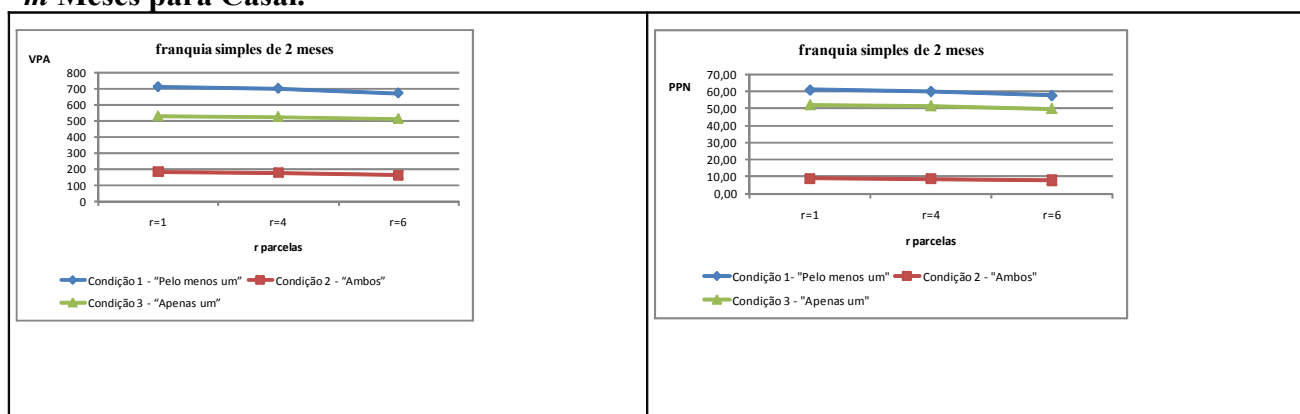 m Meses para Casal.
franquia simples de 2 meses
VPA
800
700
600
500
400
300
200
100
0
r=1 r=4 r=6
r parcelas
Condição 1 - “Pelo menos um” Condição 2 - “Ambos”
Condição 3 - “Apenas um”
franquia simples de 2 meses
PPN
70,00
60,00
50,00
40,00
30,00
20,00
10,00
0,00
r=1 r=4 r=6
r parcelas
Condição 1- "Pelo menos um" Condição 2 - "Ambos"
Condição 3 - "Apenas um"